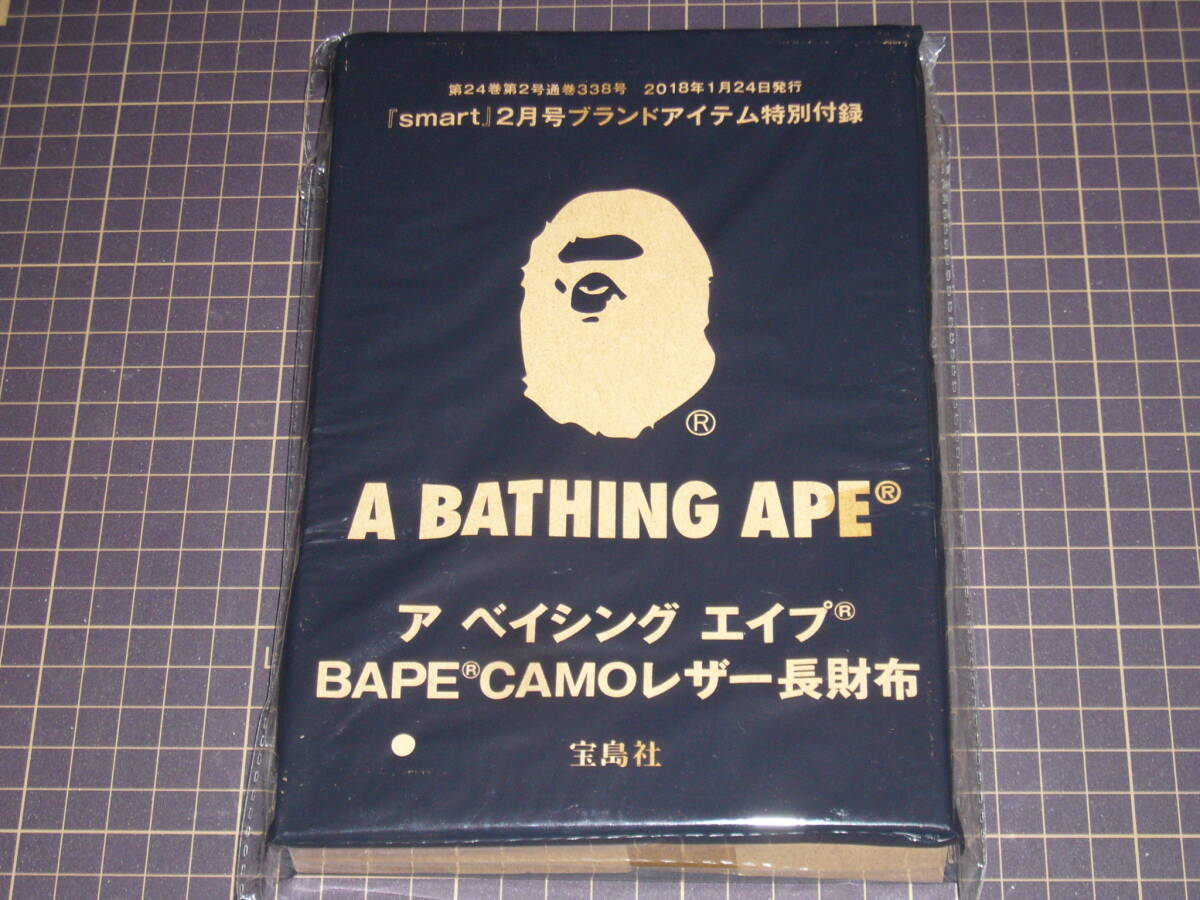 第24巻第2号通巻338号 2018年1月24日発行
『smart』2月号ブランドアイテム特別付録
®
A BATHING APE®
ア ベイシング エイプ®
BAPE®CAMOレザー長財布
宝島社